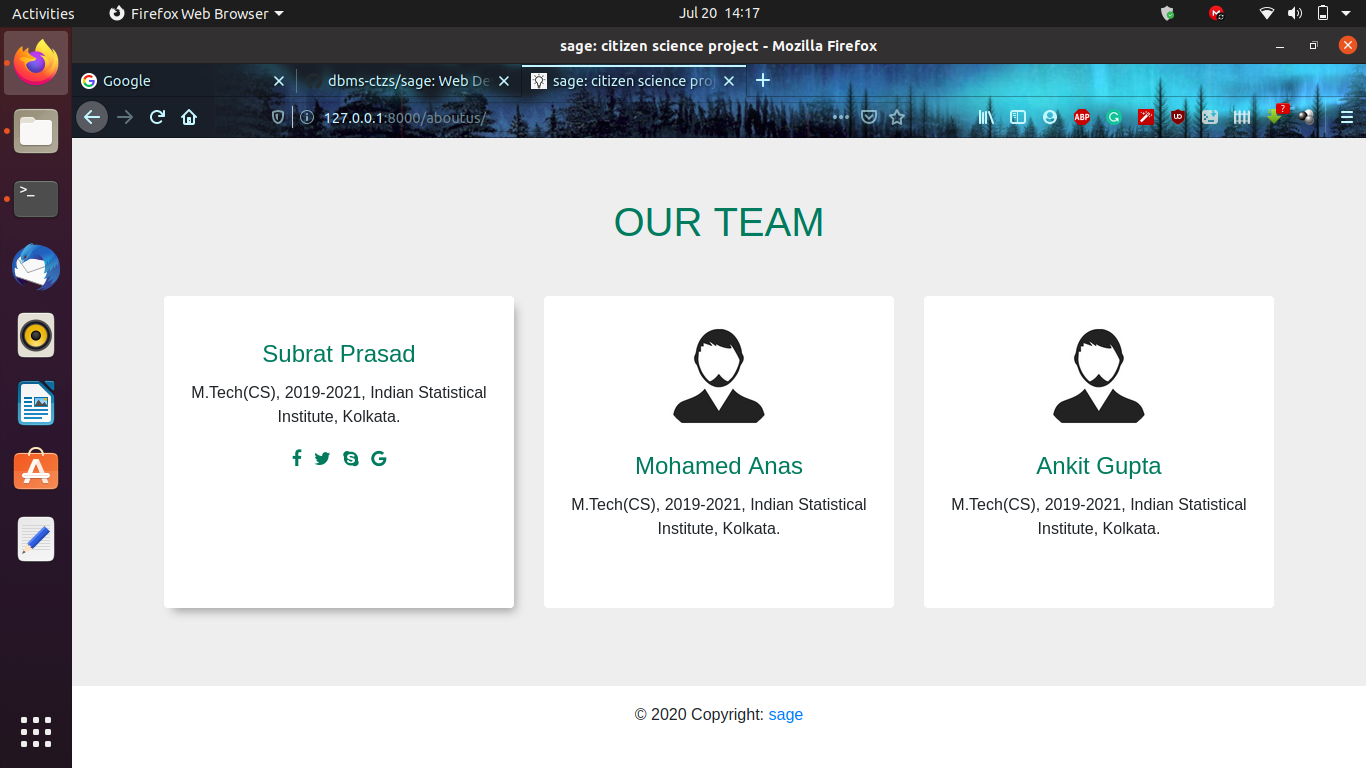 Activities
Firefox Web Browser
Jul 20 14:17
sage: citizen science project - Mozilla Firefox
Google
dbms-ctzs/sage: Web De
sage: citizen science pro
127.0.0.1:8000/aboutus/
ABP
?
OUR TEAM
Subrat Prasad
M.Tech(CS), 2019-2021, Indian Statistical
Institute, Kolkata.
Mohamed Anas
M.Tech(CS), 2019-2021, Indian Statistical
Institute, Kolkata.
Ankit Gupta
M.Tech(CS), 2019-2021, Indian Statistical
Institute, Kolkata.
© 2020 Copyright: sage